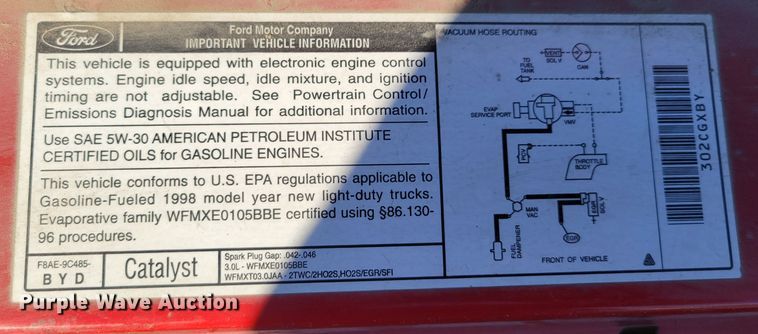 Ford
Ford Motor Company
IMPORTANT VEHICLE INFORMATION
This vehicle is equipped with electronic engine control
systems. Engine idle speed, idle mixture, and ignition
timing are not adjustable. See Powertrain Control/
Emissions Diagnosis Manual for additional information.
Use SAE 5W-30 AMERICAN PETROLEUM INSTITUTE
CERTIFIED OILS for GASOLINE ENGINES.
This vehicle conforms to U.S. EPA regulations applicable to
Gasoline-Fueled 1998 model year new light-duty trucks.
Evaporative family WFMXE0105BBE certified using §86.130-
96 procedures.
F8AE-9C485-
BYD
Catalyst
Spark Plug Gap: .042-.046
3.0L - WFMXE0105BBE
WFMXT03.0JAA - 2TWC/2HO2S,HO2S/EGR/SFI
VACUUM HOSE ROUTING
VENT
SOL V
CAN
TO
FUEL
TANK
EVAP
SERVICE PORT
VMV
PCV
THROTTLE
BODY
MAN
VAC
EGR
SOL V
FUEL
DAMPENER
EGR
FRONT OF VEHICLE
302CGXBY
Purple Wave Auction